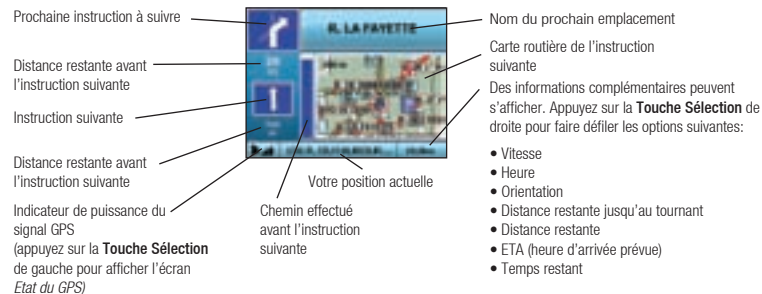 Prochaine instruction à suivre
Distance restante avant
l'instruction suivante
Instruction suivante
Distance restante avant
l'instruction suivante
Indicateur de puissance du
signal GPS
(appuyez sur la Touche Sélection
de gauche pour afficher l'écran
Etat du GPS)
R. LA FAYETTE
Votre position actuelle
Chemin effectué
avant l'instruction
suivante
Nom du prochain emplacement
Carte routière de l'instruction
suivante
Des informations complémentaires peuvent
s'afficher. Appuyez sur la Touche Sélection de
droite pour faire défiler les options suivantes:
• Vitesse
• Heure
• Orientation
• Distance restante jusqu'au tournant
• Distance restante
• ETA (heure d'arrivée prévue)
• Temps restant